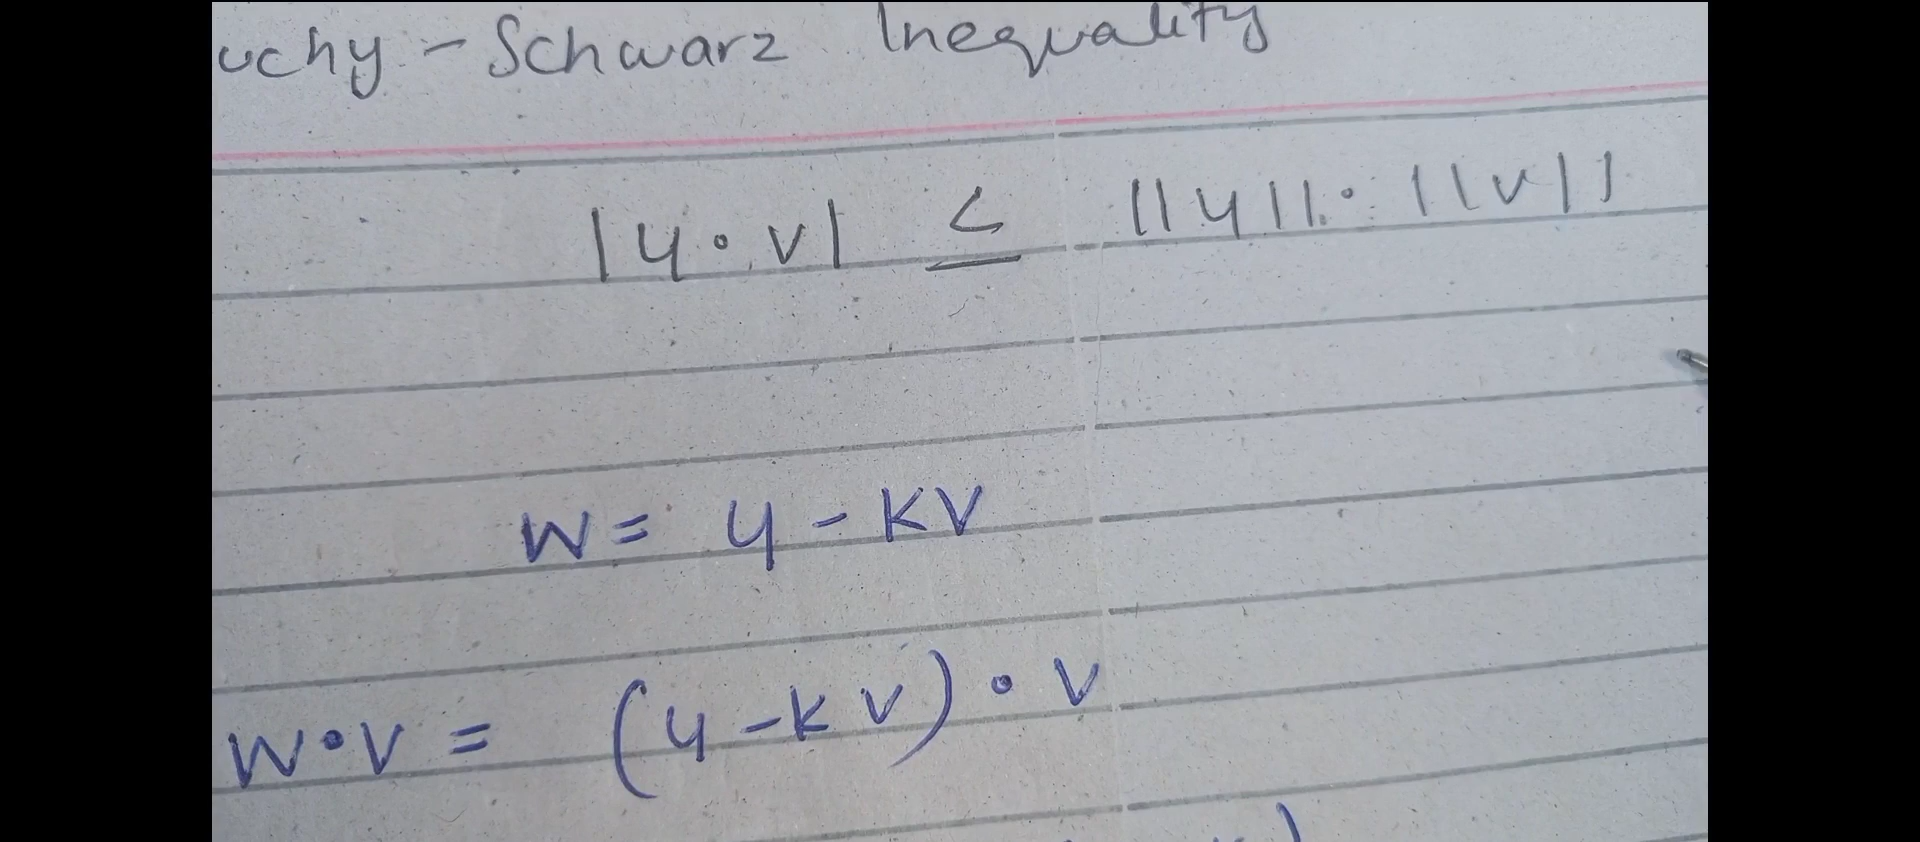 uchy - Schwarz Inequality
|u • v| ≤ ||u|| • ||v||
w = u - kv
w • v = (u - kv) • v